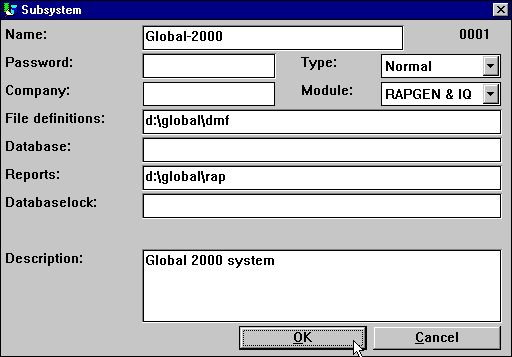 Subsystem
Name: Global-2000 0001
Password: Type: Normal
Company: Module: RAPGEN & IQ
File definitions: d:\global\dmf
Database:
Reports: d:\global\rap
Databaselock:
Description: Global 2000 system
OK Cancel